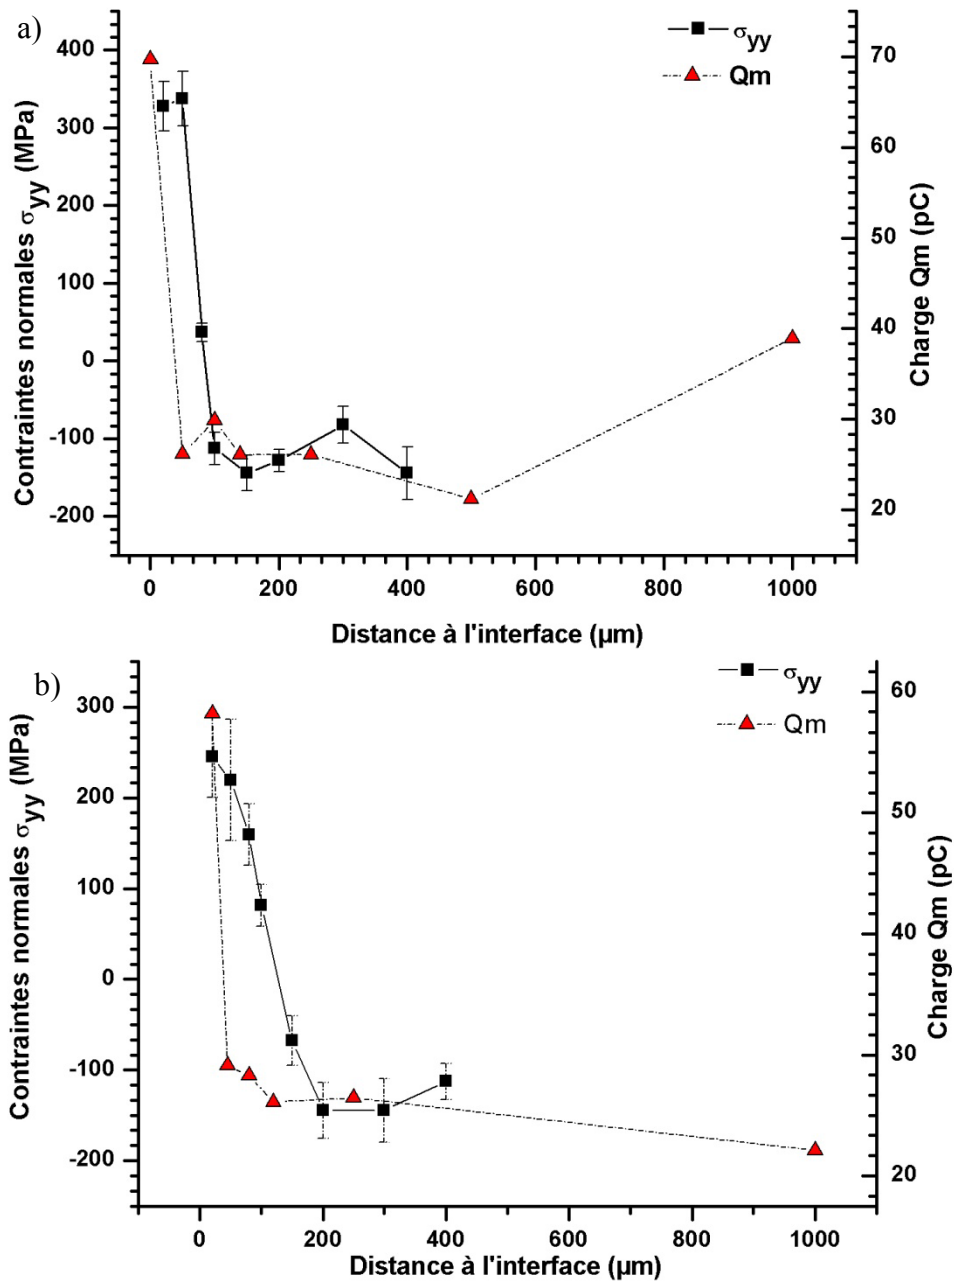 a)
σyy
Qm
400
300
200
100
0
-100
-200
Contraintes normales σyy (MPa)
70
60
50
40
30
20
Charge Qm (pC)
0 200 400 600 800 1000
Distance à l'interface (µm)
b)
σyy
Qm
300
200
100
0
-100
-200
Contraintes normales σyy (MPa)
60
50
40
30
20
Charge Qm (pC)
0 200 400 600 800 1000
Distance à l'interface (µm)